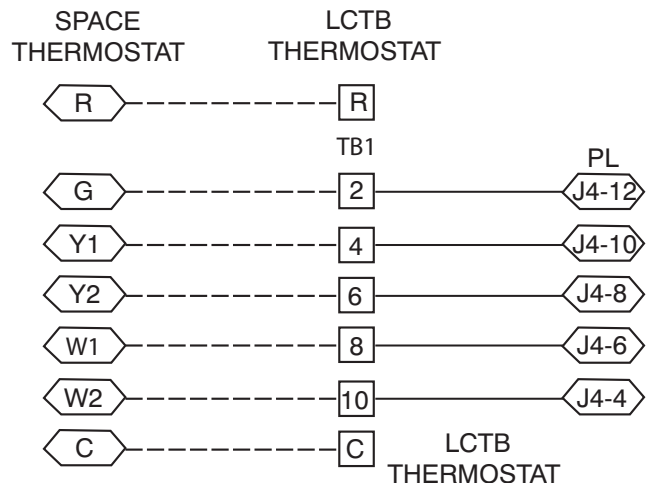 SPACE
THERMOSTAT
LCTB
THERMOSTAT
R R
TB1
PL
G 2 J4-12
Y1 4 J4-10
Y2 6 J4-8
W1 8 J4-6
W2 10 J4-4
C C
LCTB
THERMOSTAT